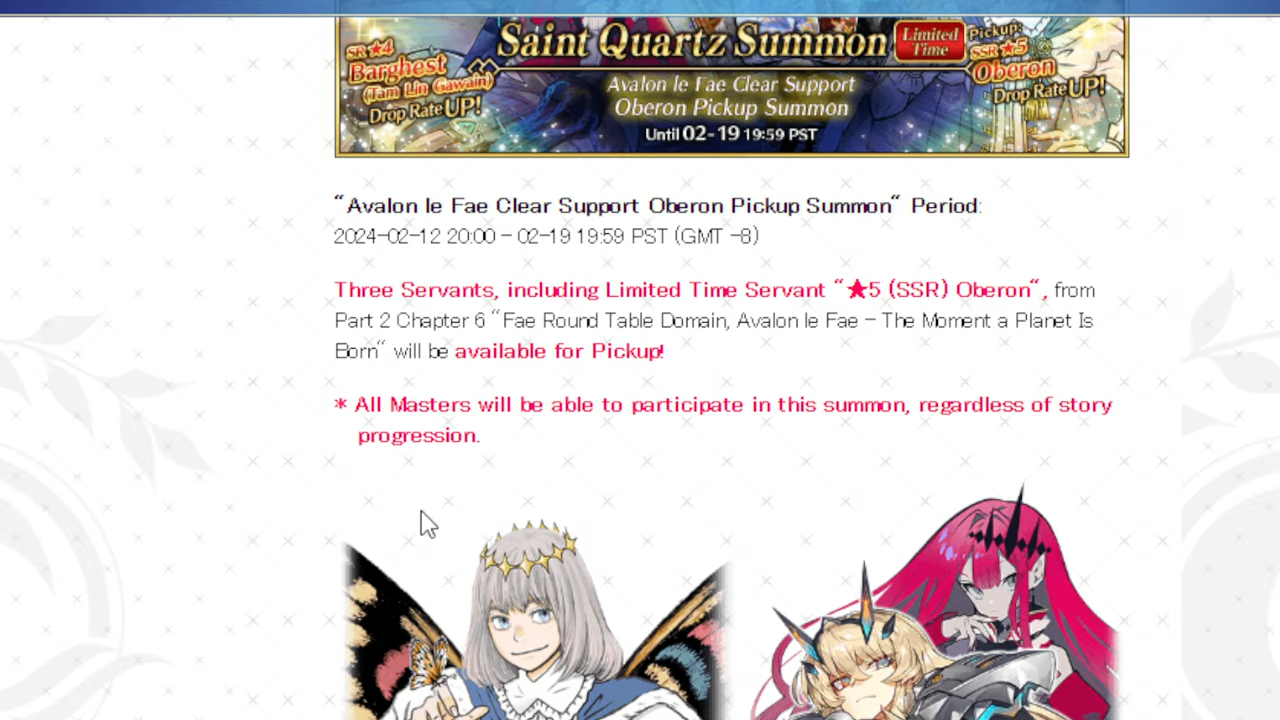 Saint Quartz Summon
Limited Time
SR ★4
Barghest
(Tam Lin Gawain)
Drop Rate UP!
Avalon le Fae Clear Support
Oberon Pickup Summon
Until 02-19 19:59 PST
Pickup:
SSR ★5
Oberon
Drop Rate UP!
"Avalon le Fae Clear Support Oberon Pickup Summon" Period:
2024-02-12 20:00 – 02-19 19:59 PST (GMT -8)
Three Servants, including Limited Time Servant "★5 (SSR) Oberon", from
Part 2 Chapter 6 "Fae Round Table Domain, Avalon le Fae – The Moment a Planet Is
Born" will be available for Pickup!
* All Masters will be able to participate in this summon, regardless of story
progression.